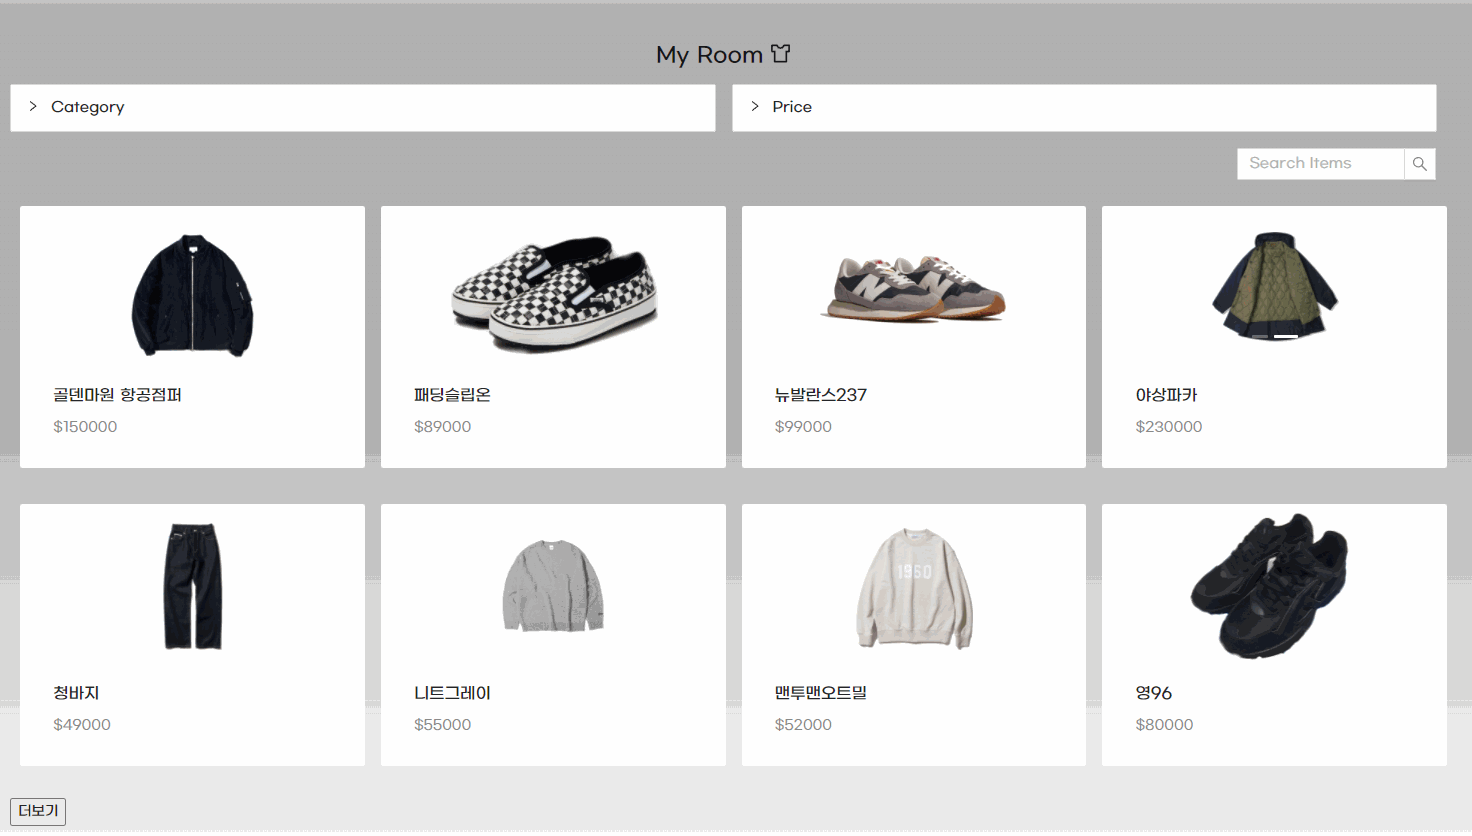 My Room
Category
Price
Search Items
골덴마원 항공점퍼
$150000
패딩슬립온
$89000
뉴발란스237
$99000
야상파카
$230000
1960
청바지
$49000
니트그레이
$55000
맨투맨오트밀
$52000
영96
$80000
더보기